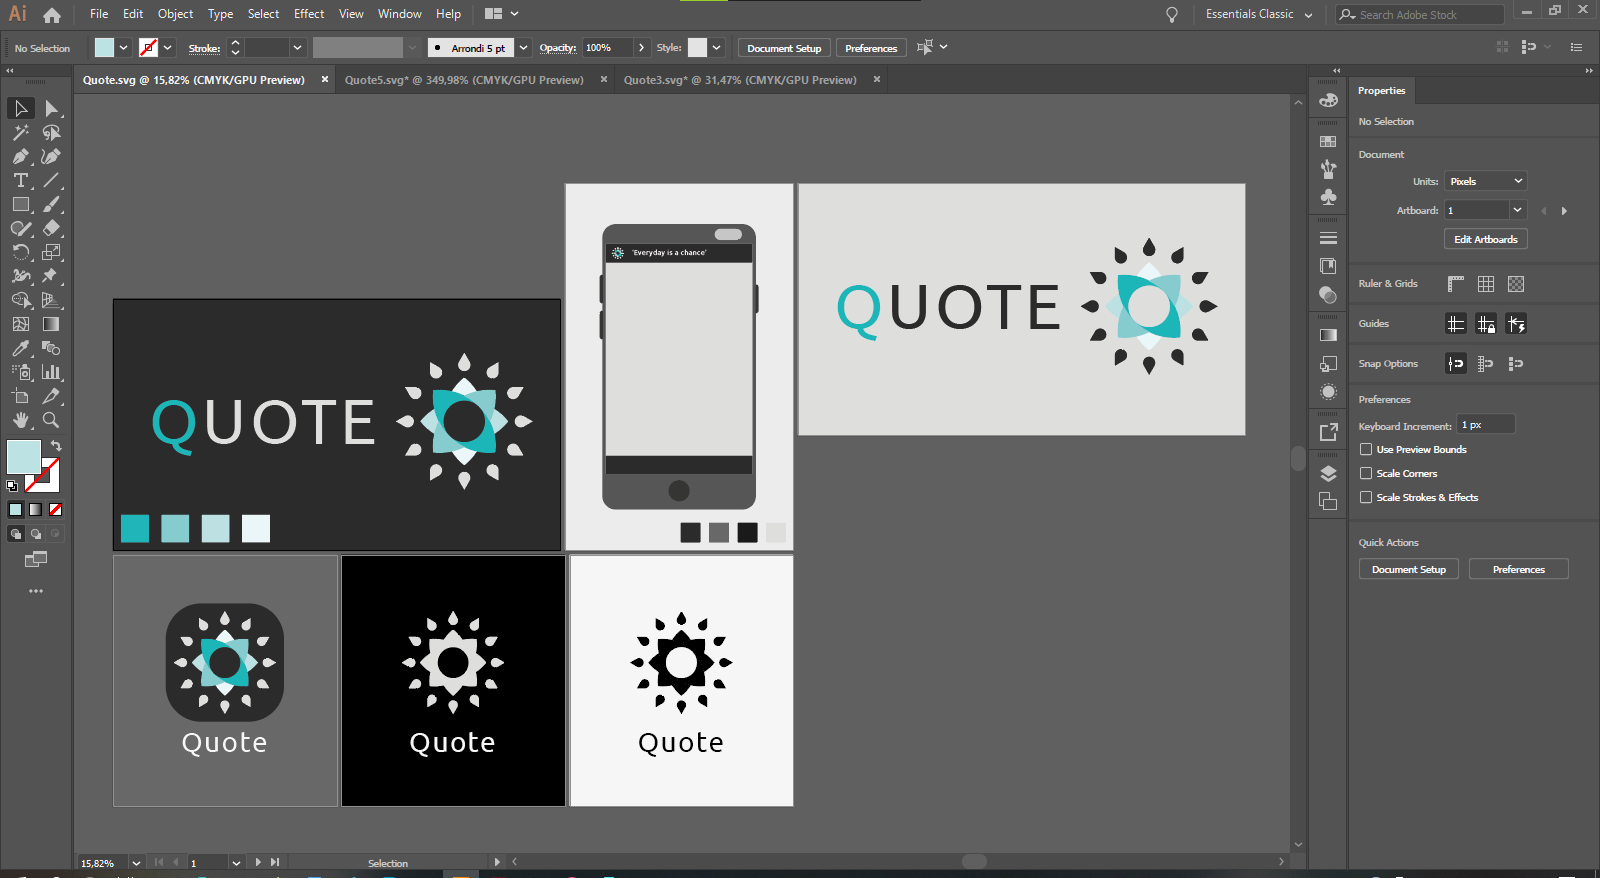 Ai File Edit Object Type Select Effect View Window Help
Essentials Classic
Search Adobe Stock
No Selection
Stroke:
Arrondi 5 pt
Opacity: 100%
Style:
Document Setup
Preferences
Quote.svg @ 15,82% (CMYK/GPU Preview)
Quote5.svg* @ 349,98% (CMYK/GPU Preview)
Quote3.svg* @ 31,47% (CMYK/GPU Preview)
'Everyday is a chance'
QUOTE
QUOTE
Quote
Quote
Quote
Properties
No Selection
Document
Units: Pixels
Artboard: 1
Edit Artboards
Ruler & Grids
Guides
Snap Options
Preferences
Keyboard Increment: 1 px
Use Preview Bounds
Scale Corners
Scale Strokes & Effects
Quick Actions
Document Setup
Preferences
15,82%
1
Selection